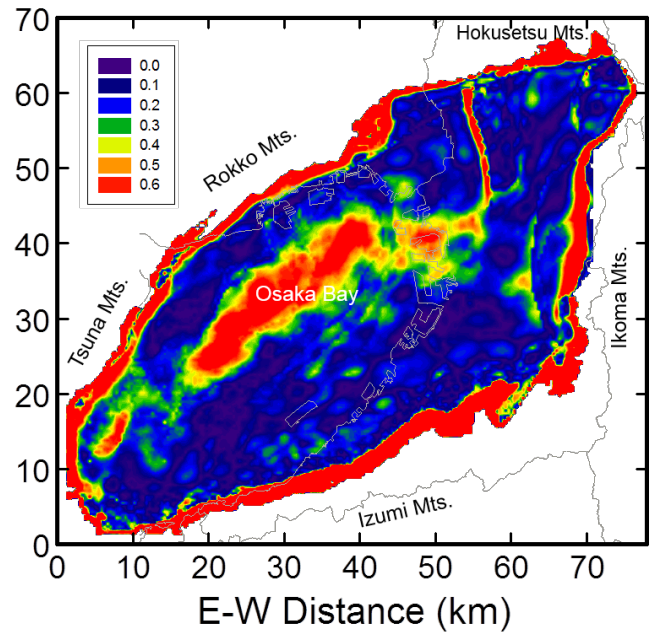 70
Hokusetsu Mts.
0.0
0.1
0.2
0.3
0.4
0.5
0.6
60
50
Rokko Mts.
40
Osaka Bay
Ikoma Mts.
Tsuna Mts.
30
20
10
Izumi Mts.
0
0 10 20 30 40 50 60 70
E-W Distance (km)